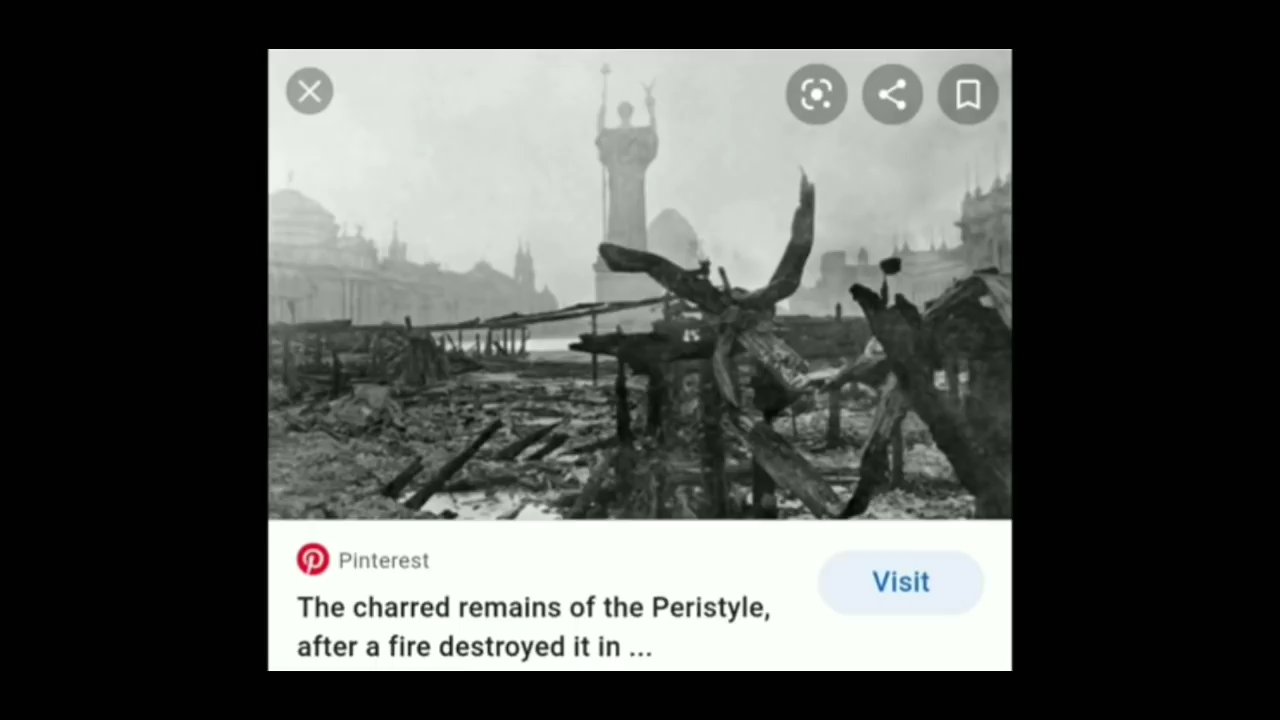 Pinterest
The charred remains of the Peristyle,
after a fire destroyed it in ...
Visit